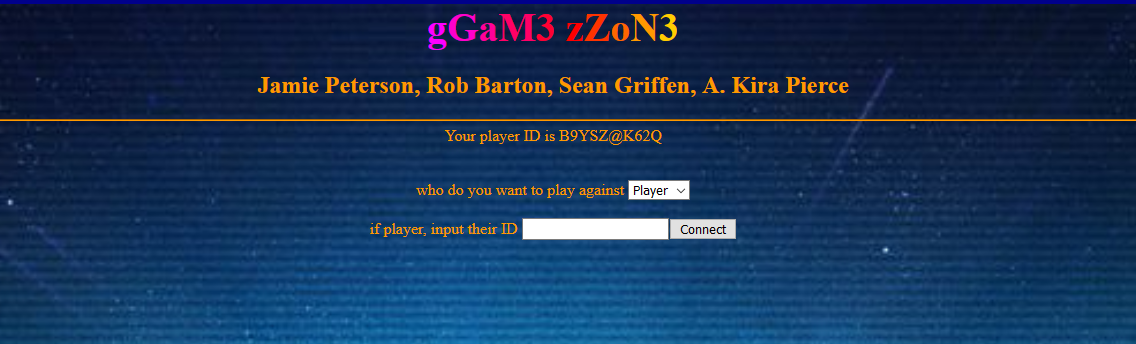 gGaM3 zZoN3
Jamie Peterson, Rob Barton, Sean Griffen, A. Kira Pierce
Your player ID is B9YSZ@K62Q
who do you want to play against Player
if player, input their ID Connect